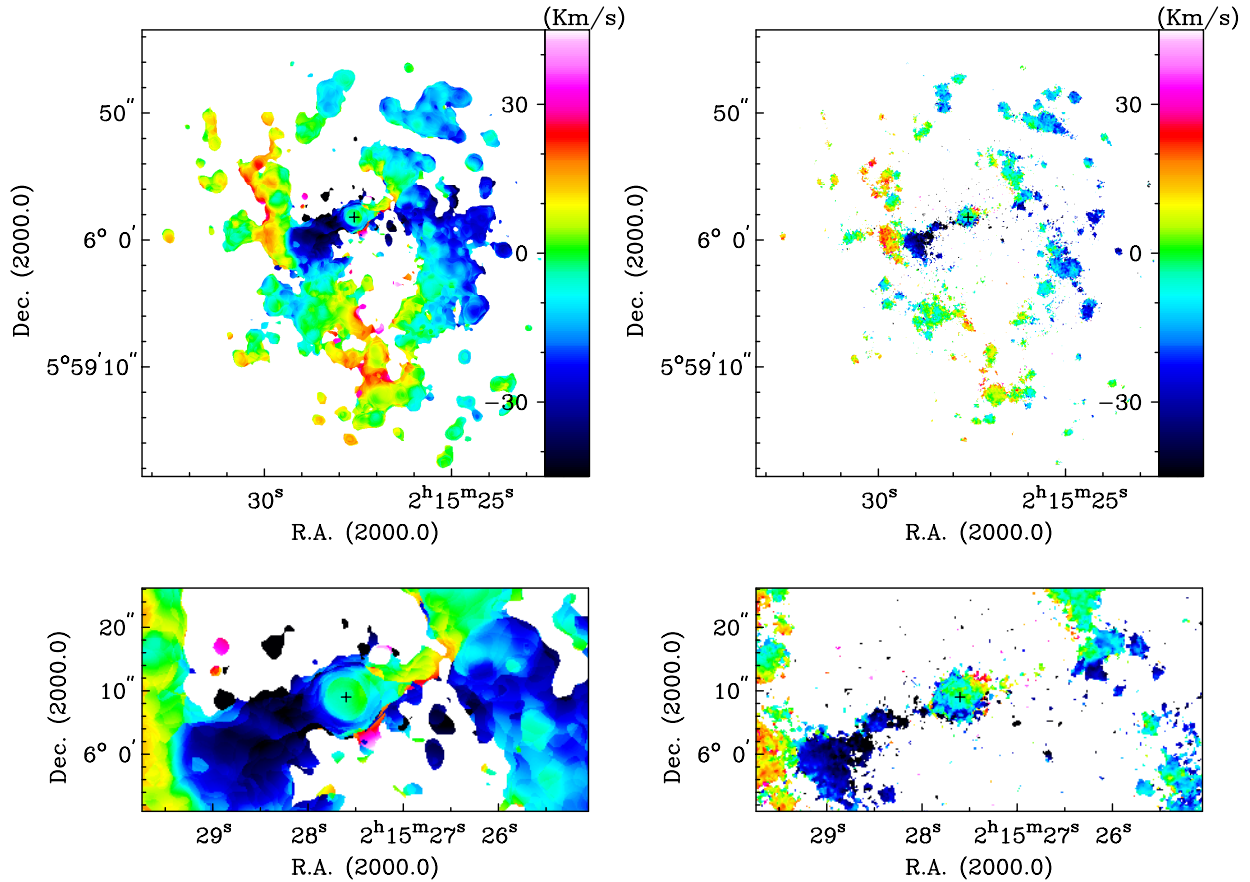 (Km/s) (Km/s)
50″ 30 50″ 30
6° 0′ 0 6° 0′ 0
5°59′10″ −30 5°59′10″ −30
Dec. (2000.0) Dec. (2000.0)
30ˢ 2ʰ15ᵐ25ˢ 30ˢ 2ʰ15ᵐ25ˢ
R.A. (2000.0) R.A. (2000.0)
20″ 20″
10″ 10″
6° 0′ 6° 0′
Dec. (2000.0) Dec. (2000.0)
29ˢ 28ˢ 2ʰ15ᵐ27ˢ 26ˢ 29ˢ 28ˢ 2ʰ15ᵐ27ˢ 26ˢ
R.A. (2000.0) R.A. (2000.0)